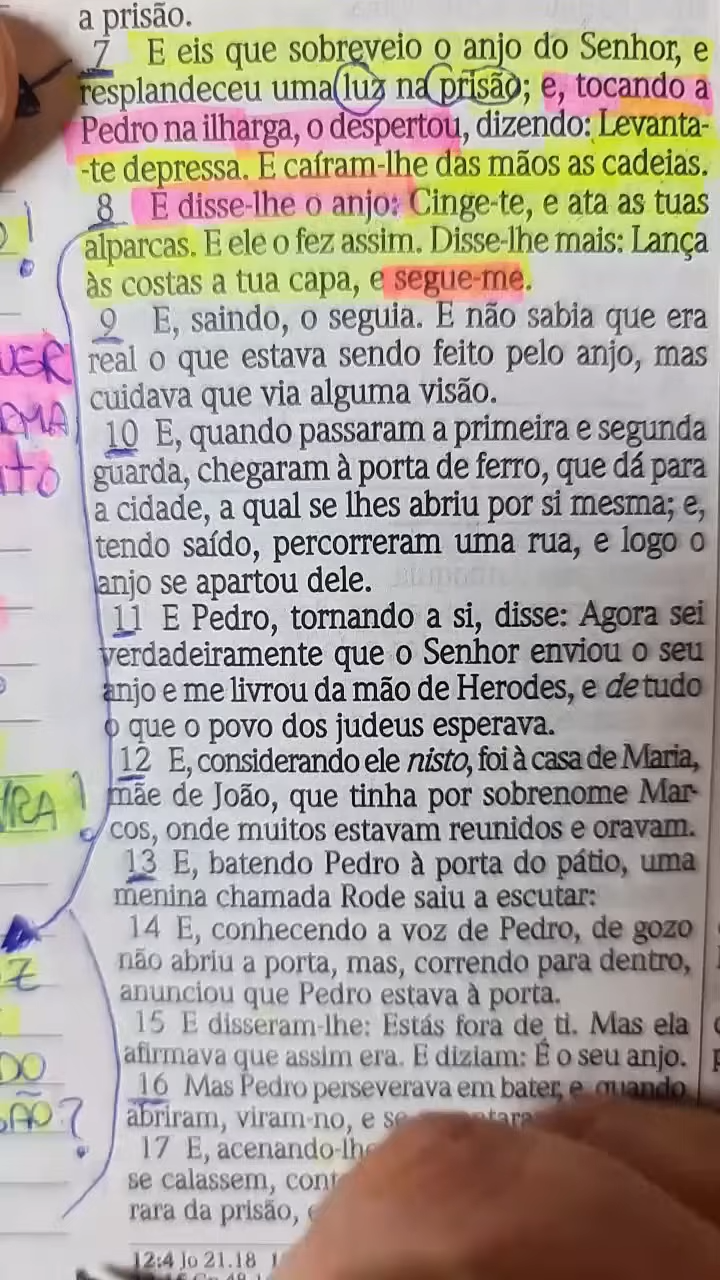 a prisão.
7 E eis que sobreveio o anjo do Senhor, e
resplandeceu uma luz na prisão; e, tocando a
Pedro na ilharga, o despertou, dizendo: Levanta-
-te depressa. E caíram-lhe das mãos as cadeias.
8 E disse-lhe o anjo: Cinge-te, e ata as tuas
alparcas. E ele o fez assim. Disse-lhe mais: Lança
às costas a tua capa, e segue-me.
9 E, saindo, o seguia. E não sabia que era
real o que estava sendo feito pelo anjo, mas
cuidava que via alguma visão.
10 E, quando passaram a primeira e segunda
guarda, chegaram à porta de ferro, que dá para
a cidade, a qual se lhes abriu por si mesma; e,
tendo saído, percorreram uma rua, e logo o
anjo se apartou dele.
11 E Pedro, tornando a si, disse: Agora sei
verdadeiramente que o Senhor enviou o seu
anjo e me livrou da mão de Herodes, e de tudo
o que o povo dos judeus esperava.
12 E, considerando ele nisto, foi à casa de Maria,
mãe de João, que tinha por sobrenome Mar-
cos, onde muitos estavam reunidos e oravam.
13 E, batendo Pedro à porta do pátio, uma
menina chamada Rode saiu a escutar:
14 E, conhecendo a voz de Pedro, de gozo
não abriu a porta, mas, correndo para dentro,
anunciou que Pedro estava à porta.
15 E disseram-lhe: Estás fora de ti. Mas ela
afirmava que assim era. E diziam: É o seu anjo.
16 Mas Pedro perseverava em bater, e, quando
abriram, viram-no, e
17 E, acenando-lhe
se calassem,
rara da prisão,
12:4 Jo 21.18